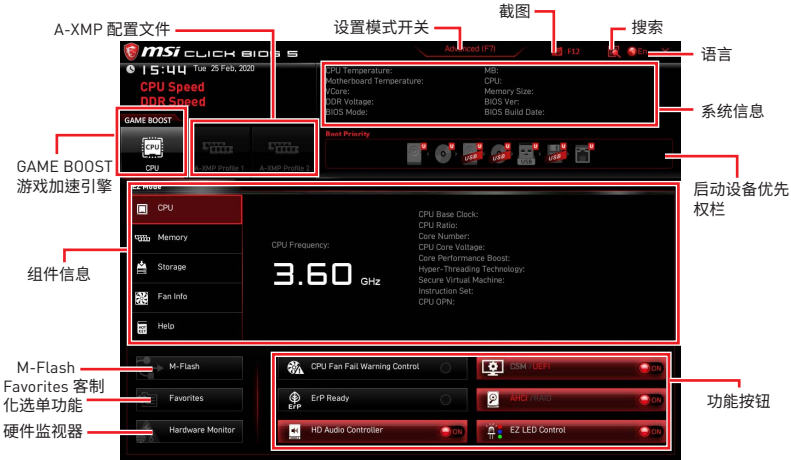 截图
A-XMP 配置文件
设置模式开关
搜索
msi CLICK BIOS 5
Advanced (F7)
F12
En
语言
15:44 Tue 25 Feb, 2020
CPU Speed
DDR Speed
CPU Temperature:
Motherboard Temperature:
VCore:
DDR Voltage:
BIOS Mode:
MB:
CPU:
Memory Size:
BIOS Ver:
BIOS Build Date:
系统信息
GAME BOOST
CPU
CPU
A-XMP Profile 1
A-XMP Profile 2
Boot Priority
U
U
USB U
USB U
USB U
USB U
U
GAME BOOST
游戏加速引擎
启动设备优先
权栏
EZ Mode
CPU
Memory
Storage
Fan Info
Help
组件信息
CPU Frequency:
3.60 GHz
CPU Base Clock:
CPU Ratio:
Core Number:
CPU Core Voltage:
Core Performance Boost:
Hyper-Threading Technology:
Secure Virtual Machine:
Instruction Set:
CPU OPN:
M-Flash
Favorites 客制
化选单功能
硬件监视器
M-Flash
Favorites
Hardware Monitor
CPU Fan Fail Warning Control
CSM /UEFI
ON
ErP
ErP Ready
AHCI /RAID
ON
HD Audio Controller
ON
EZ LED Control
ON
功能按钮